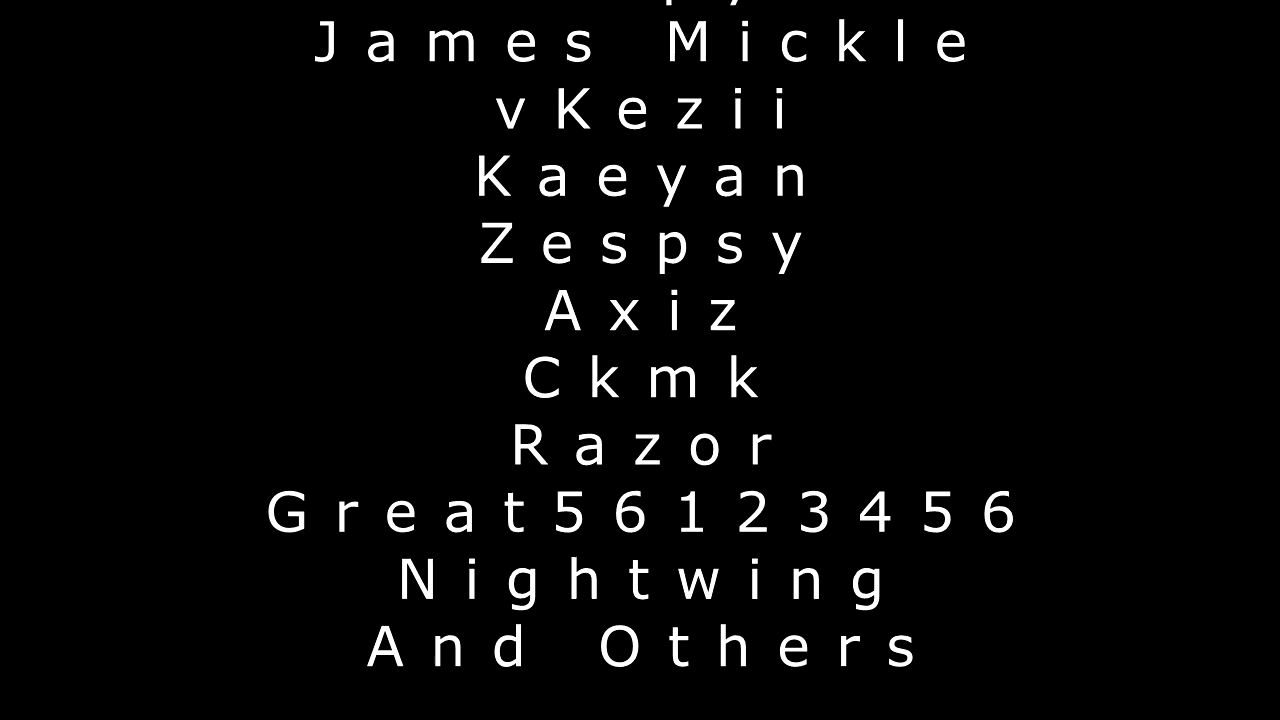 James Mickle
vKezii
Kaeyan
Zespsy
Axiz
Ckmk
Razor
Great56123456
Nightwing
And Others